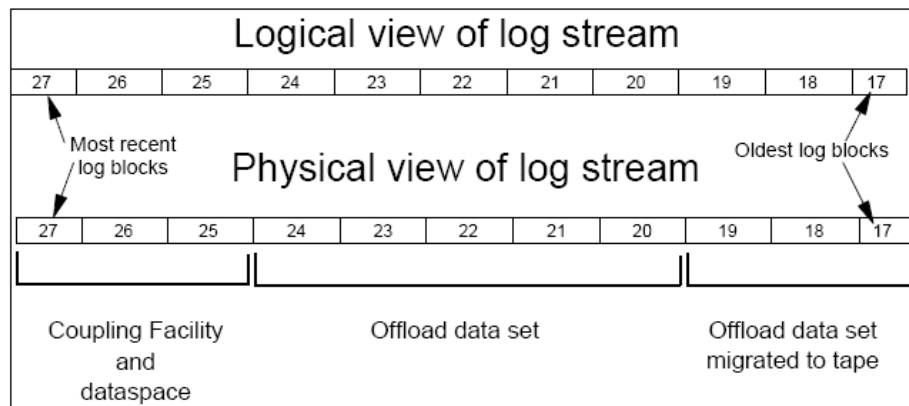 Logical view of log stream
27 26 25 24 23 22 21 20 19 18 17
Most recent
log blocks
Oldest log blocks
Physical view of log stream
27 26 25 24 23 22 21 20 19 18 17
Coupling Facility
and
dataspace
Offload data set
Offload data set
migrated to tape